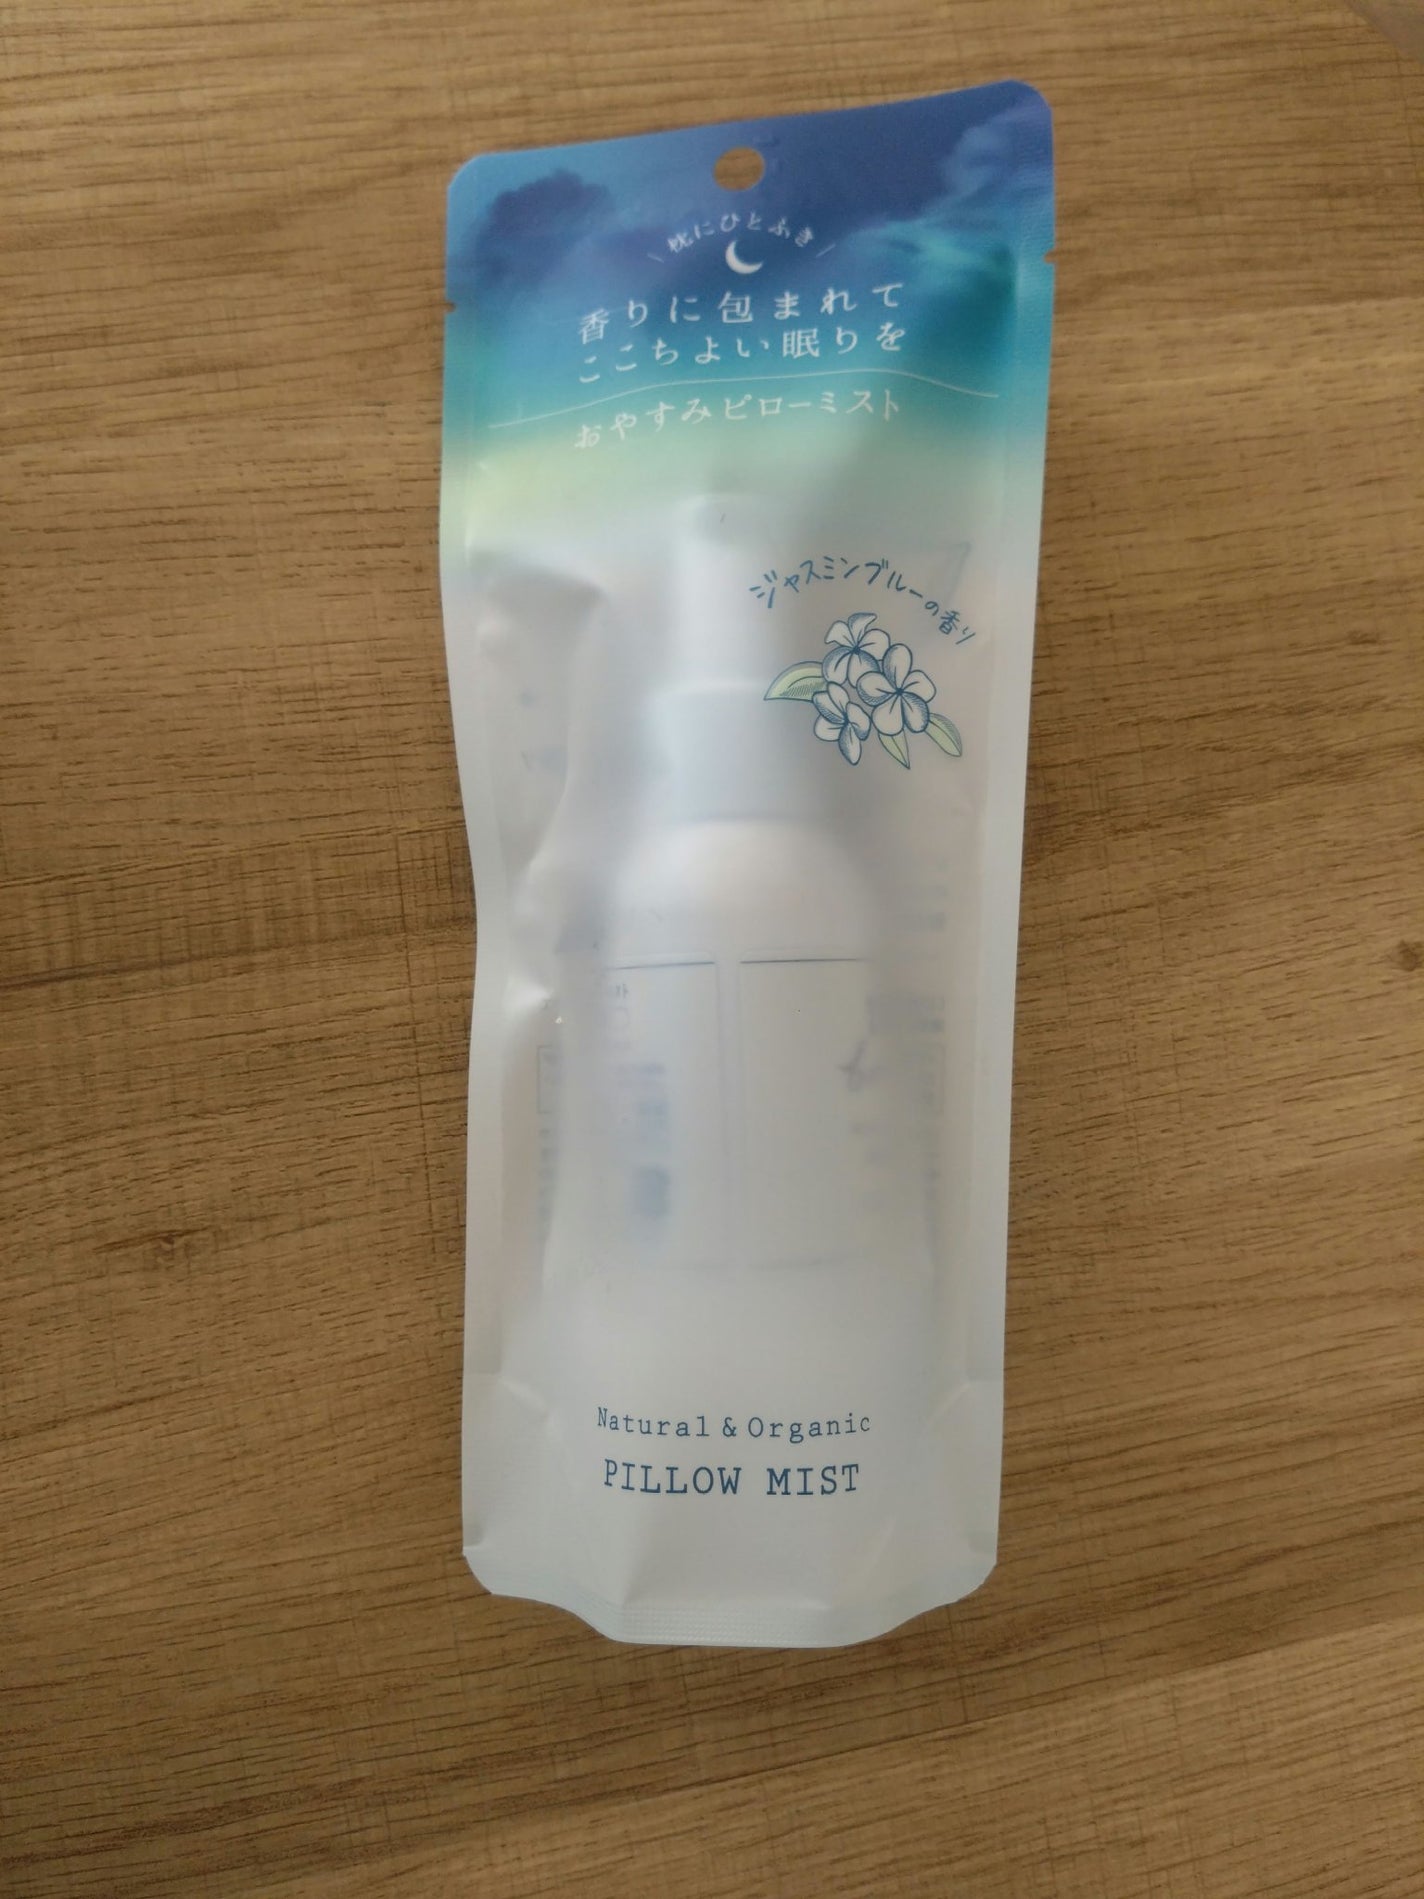 \ 枕にひとふき /
香りに包まれて
ここちよい眠りを
おやすみピローミスト
ジャスミンブルーの香り
Natural & Organic
PILLOW MIST